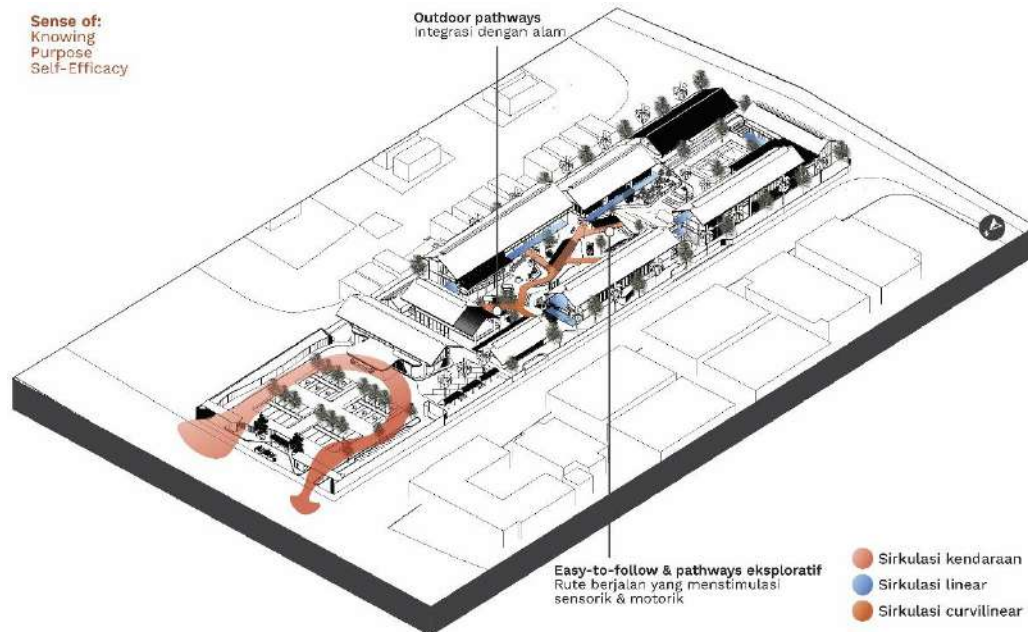 Sense of:
Knowing
Purpose
Self-Efficacy
Outdoor pathways
Integrasi dengan alam
Easy-to-follow & pathways eksploratif
Rute berjalan yang menstimulasi
sensorik & motorik
Sirkulasi kendaraan
Sirkulasi linear
Sirkulasi curvilinear